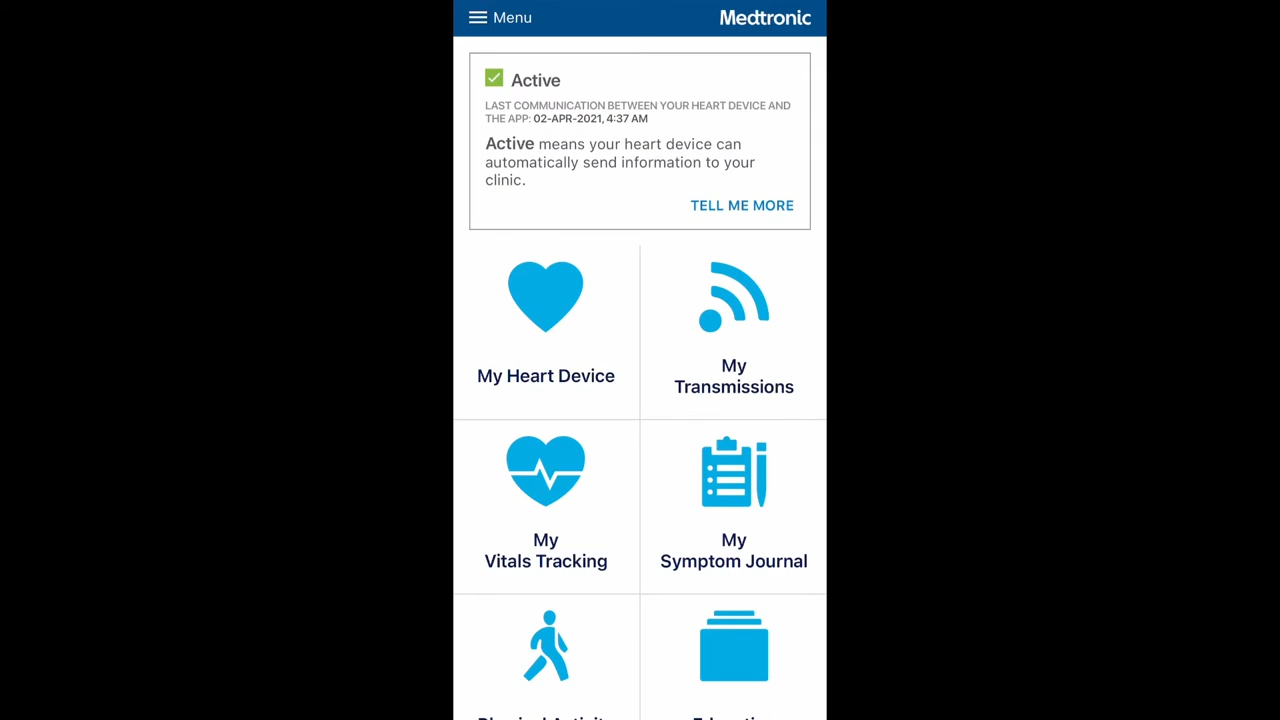 Menu
Medtronic
Active
LAST COMMUNICATION BETWEEN YOUR HEART DEVICE AND
THE APP: 02-APR-2021, 4:37 AM
Active means your heart device can
automatically send information to your
clinic.
TELL ME MORE
My Heart Device
My
Transmissions
My
Vitals Tracking
My
Symptom Journal